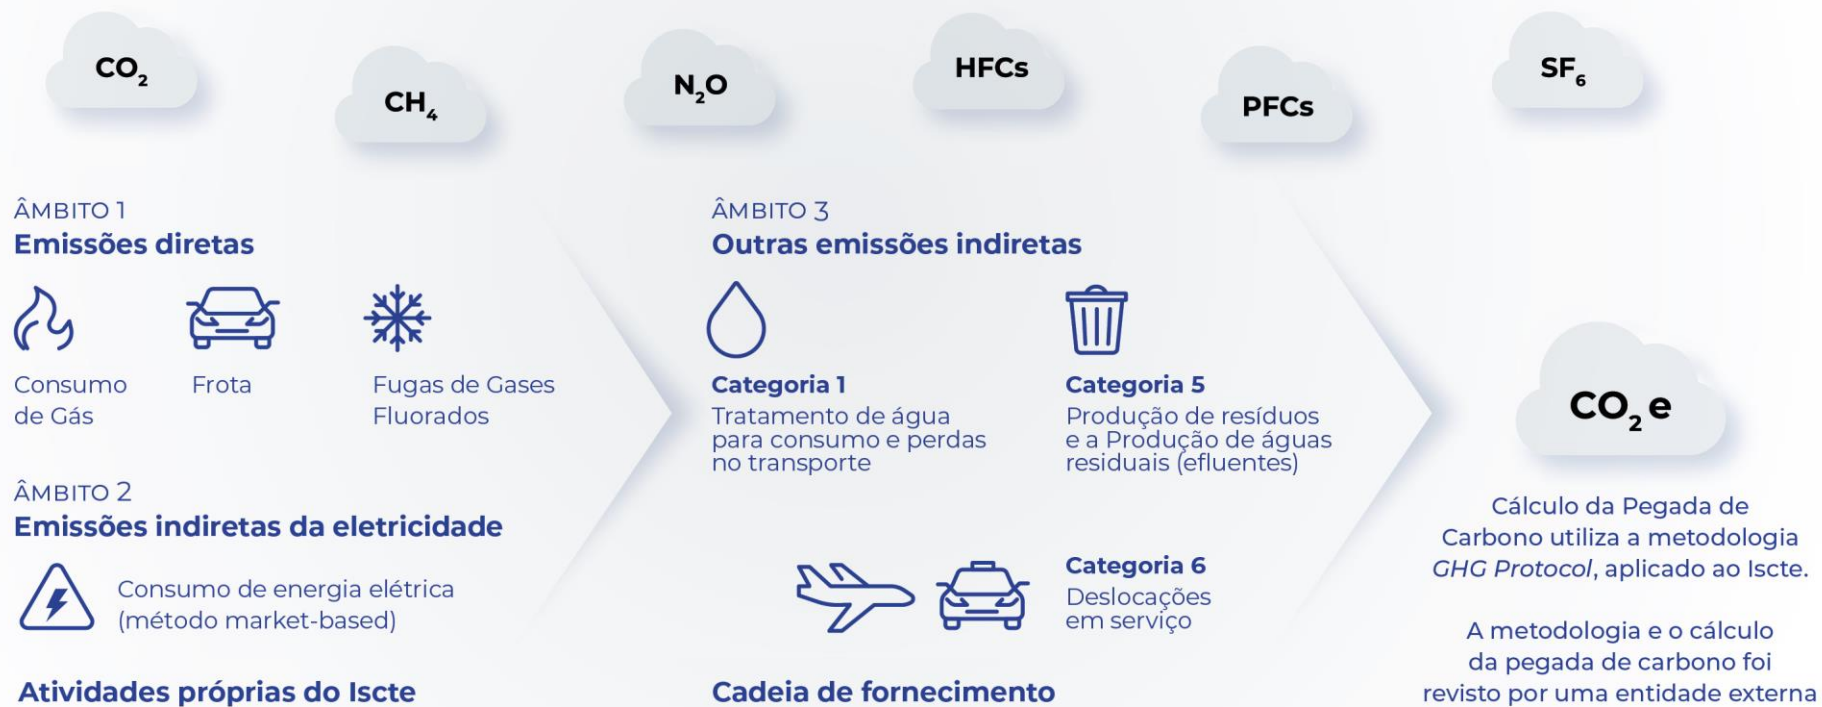 CO₂
CH₄
N₂O
HFCs
PFCs
SF₆
ÂMBITO 1
Emissões diretas
Consumo
de Gás
Frota
Fugas de Gases
Fluorados
ÂMBITO 2
Emissões indiretas da eletricidade
Consumo de energia elétrica
(método market-based)
Atividades próprias do Iscte
ÂMBITO 3
Outras emissões indiretas
Categoria 1
Tratamento de água
para consumo e perdas
no transporte
Categoria 5
Produção de resíduos
e a Produção de águas
residuais (efluentes)
Categoria 6
Deslocações
em serviço
Cadeia de fornecimento
CO₂e
Cálculo da Pegada de
Carbono utiliza a metodologia
GHG Protocol, aplicado ao Iscte.
A metodologia e o cálculo
da pegada de carbono foi
revisto por uma entidade externa